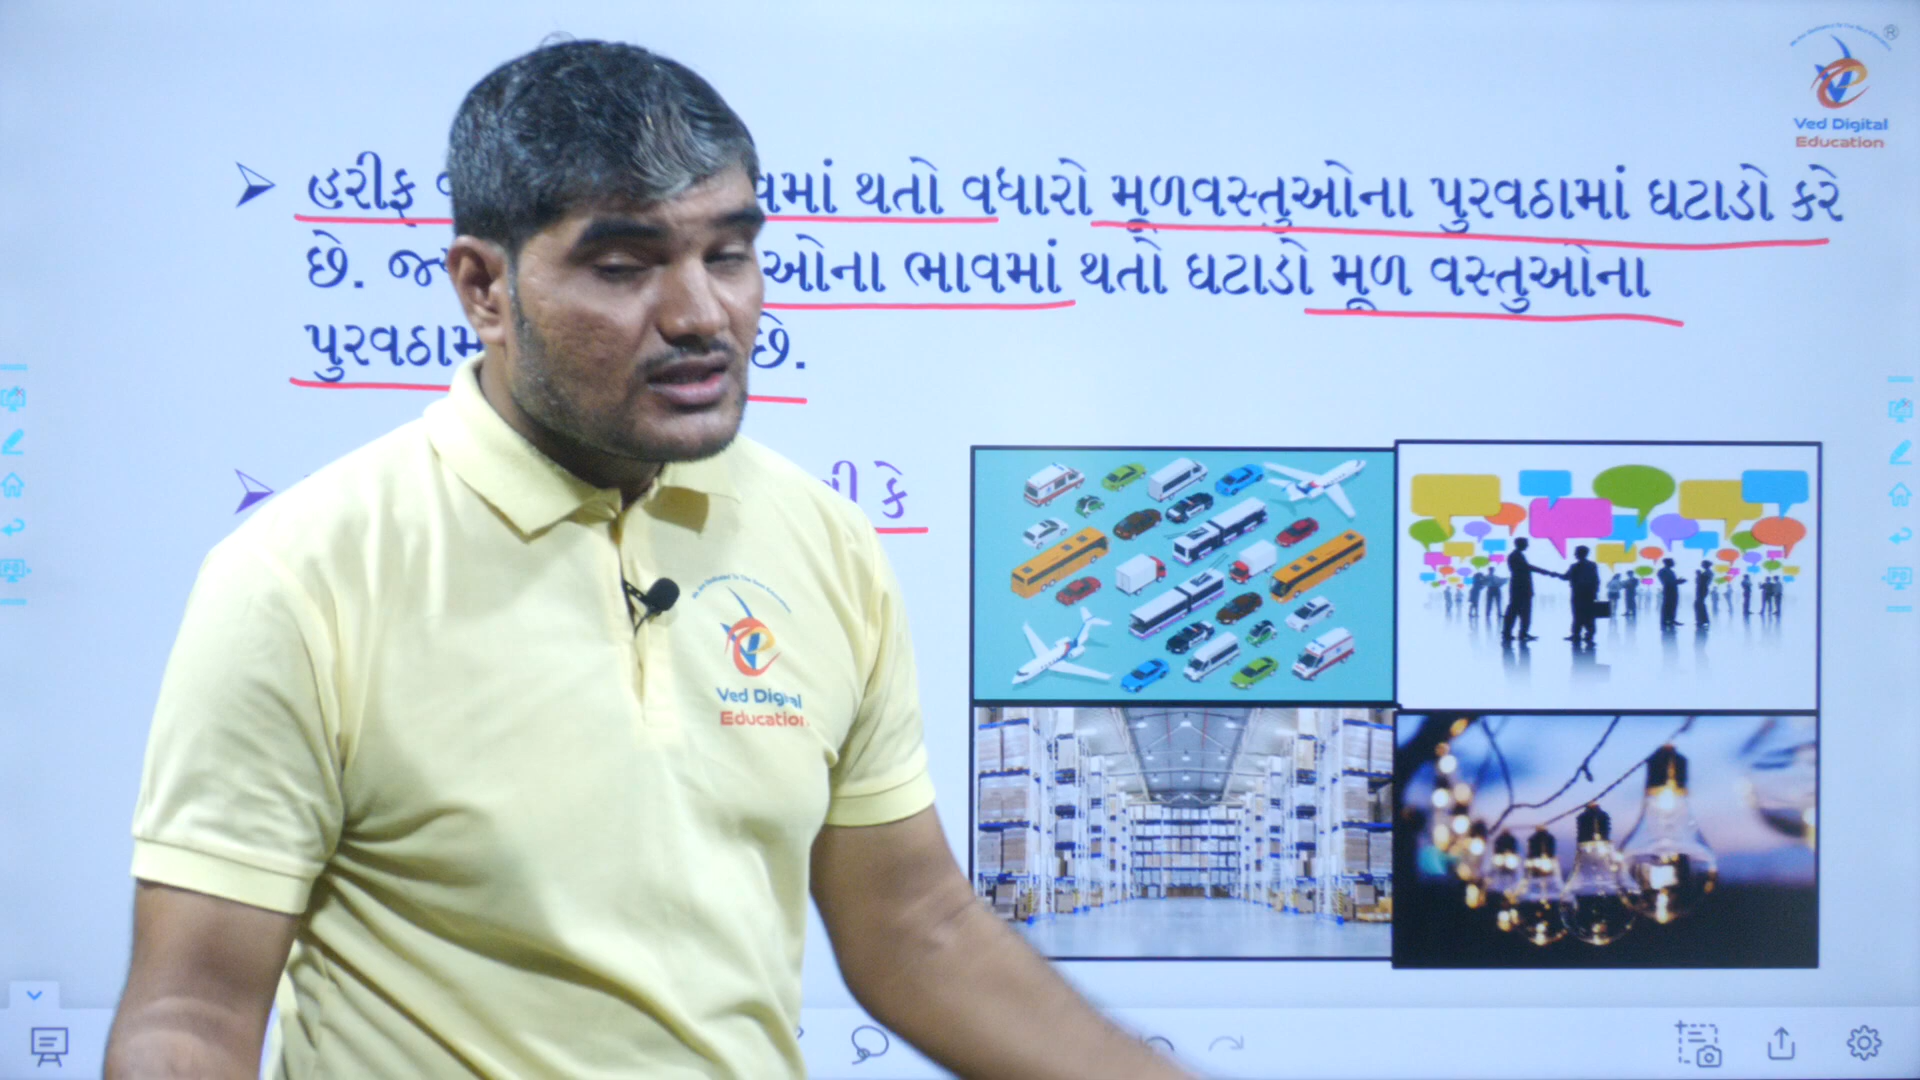 Ved Digital
Education
હરીફ વમાં થતો વધારો મૂળવસ્તુઓના પુરવઠામાં ઘટાડો કરે
છે. ઓના ભાવમાં થતો ઘટાડો મૂળ વસ્તુઓના
છે.
કે
Ved Digital
Education